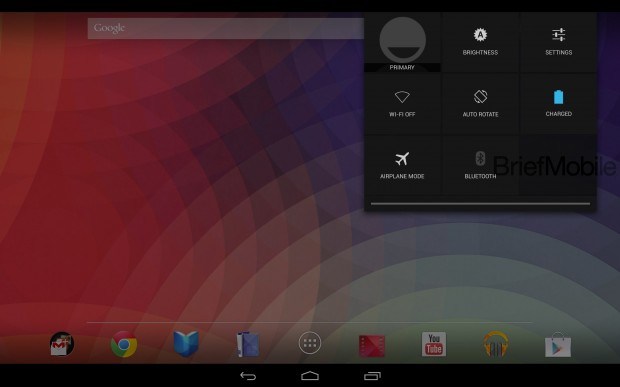 Google
PRIMARY
BRIGHTNESS
SETTINGS
WI-FI OFF
AUTO ROTATE
CHARGED
AIRPLANE MODE
BLUETOOTH
BriefMobile
You
Tube